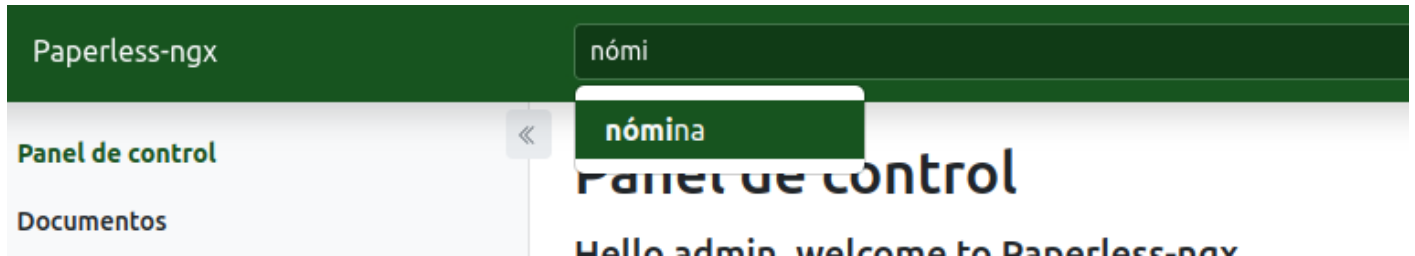 Paperless-ngx
nómi
nómina
Panel de control
Documentos
Panel de control
Hello admin, welcome to Paperless-ngx